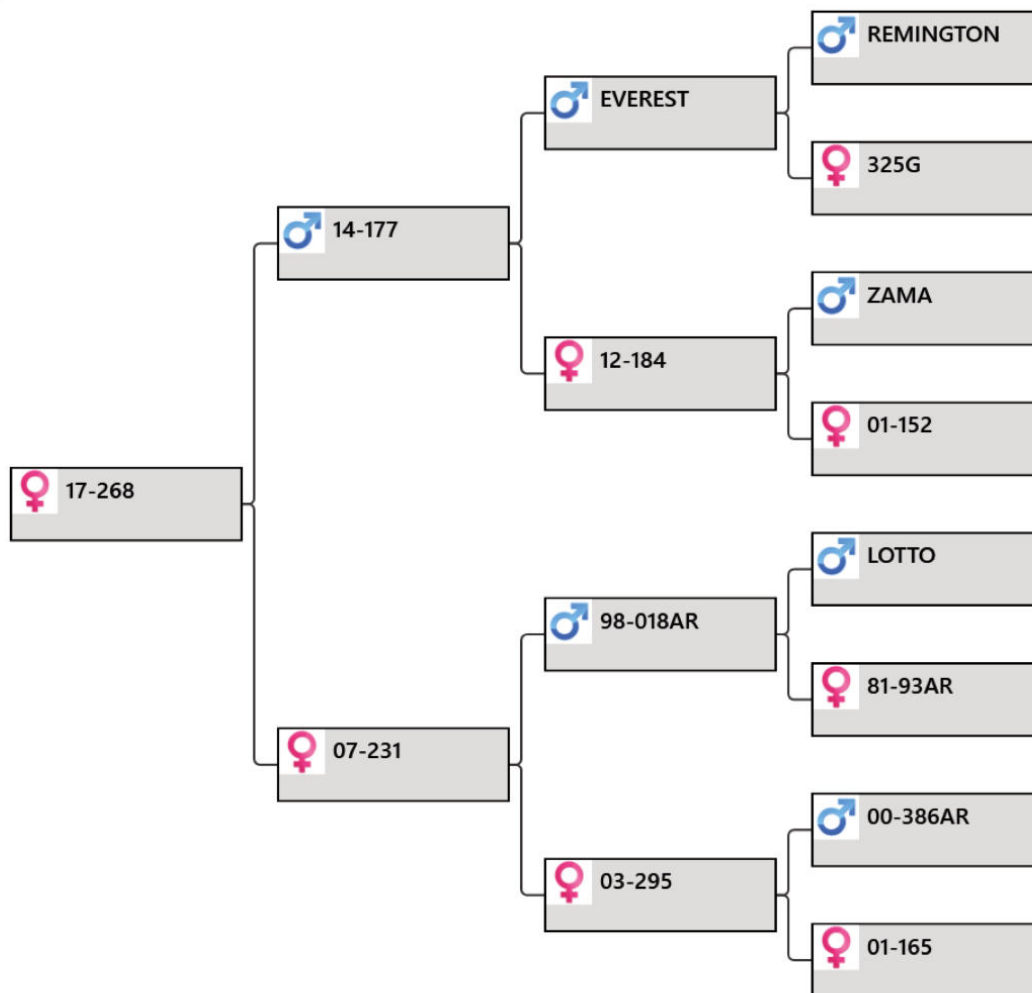 REMINGTON
EVEREST
325G
14-177
ZAMA
12-184
01-152
17-268
LOTTO
98-018AR
81-93AR
07-231
00-386AR
03-295
01-165